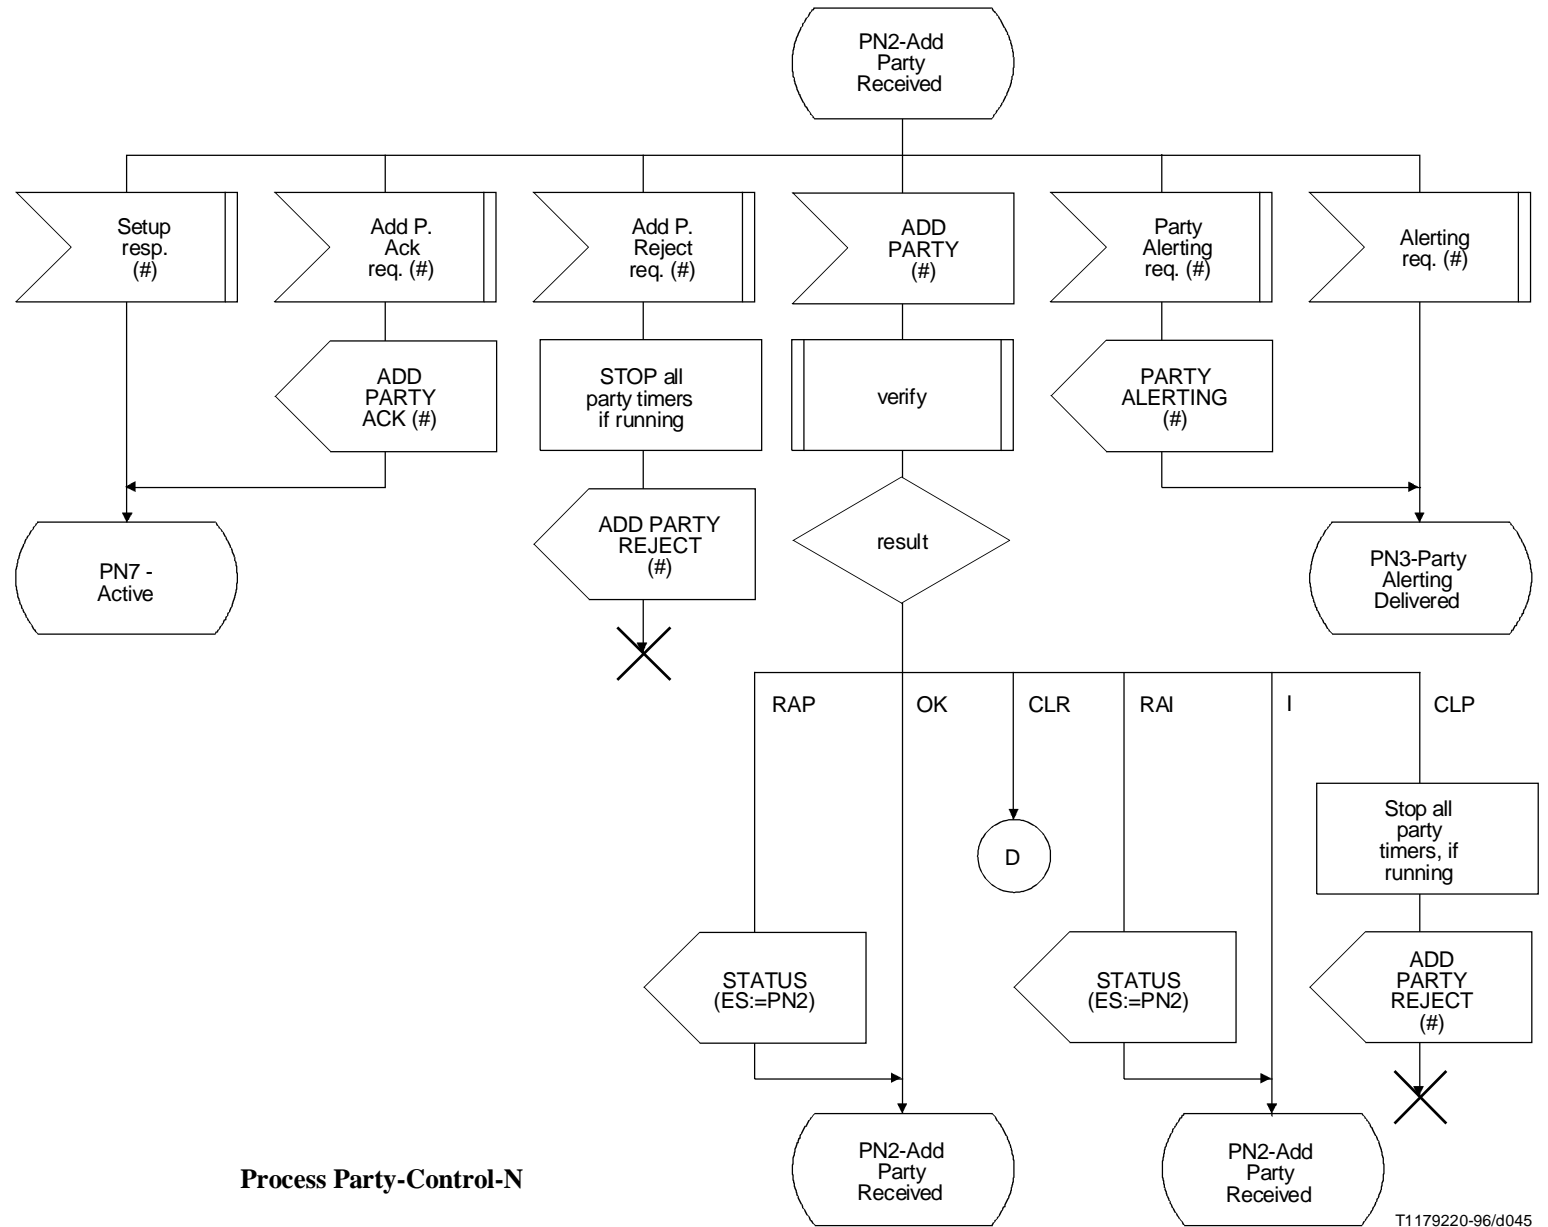 PN2-Add
Party
Received
Setup
resp.
(#)
Add P.
Ack
req. (#)
Add P.
Reject
req. (#)
ADD
PARTY
(#)
Party
Alerting
req. (#)
Alerting
req. (#)
ADD
PARTY
ACK (#)
STOP all
party timers
if running
verify
PARTY
ALERTING
(#)
PN7 -
Active
ADD PARTY
REJECT
(#)
result
PN3-Party
Alerting
Delivered
RAP
OK
CLR
RAI
I
CLP
D
Stop all
party
timers, if
running
STATUS
(ES:=PN2)
STATUS
(ES:=PN2)
ADD
PARTY
REJECT
(#)
PN2-Add
Party
Received
PN2-Add
Party
Received
Process Party-Control-N
T1179220-96/d045